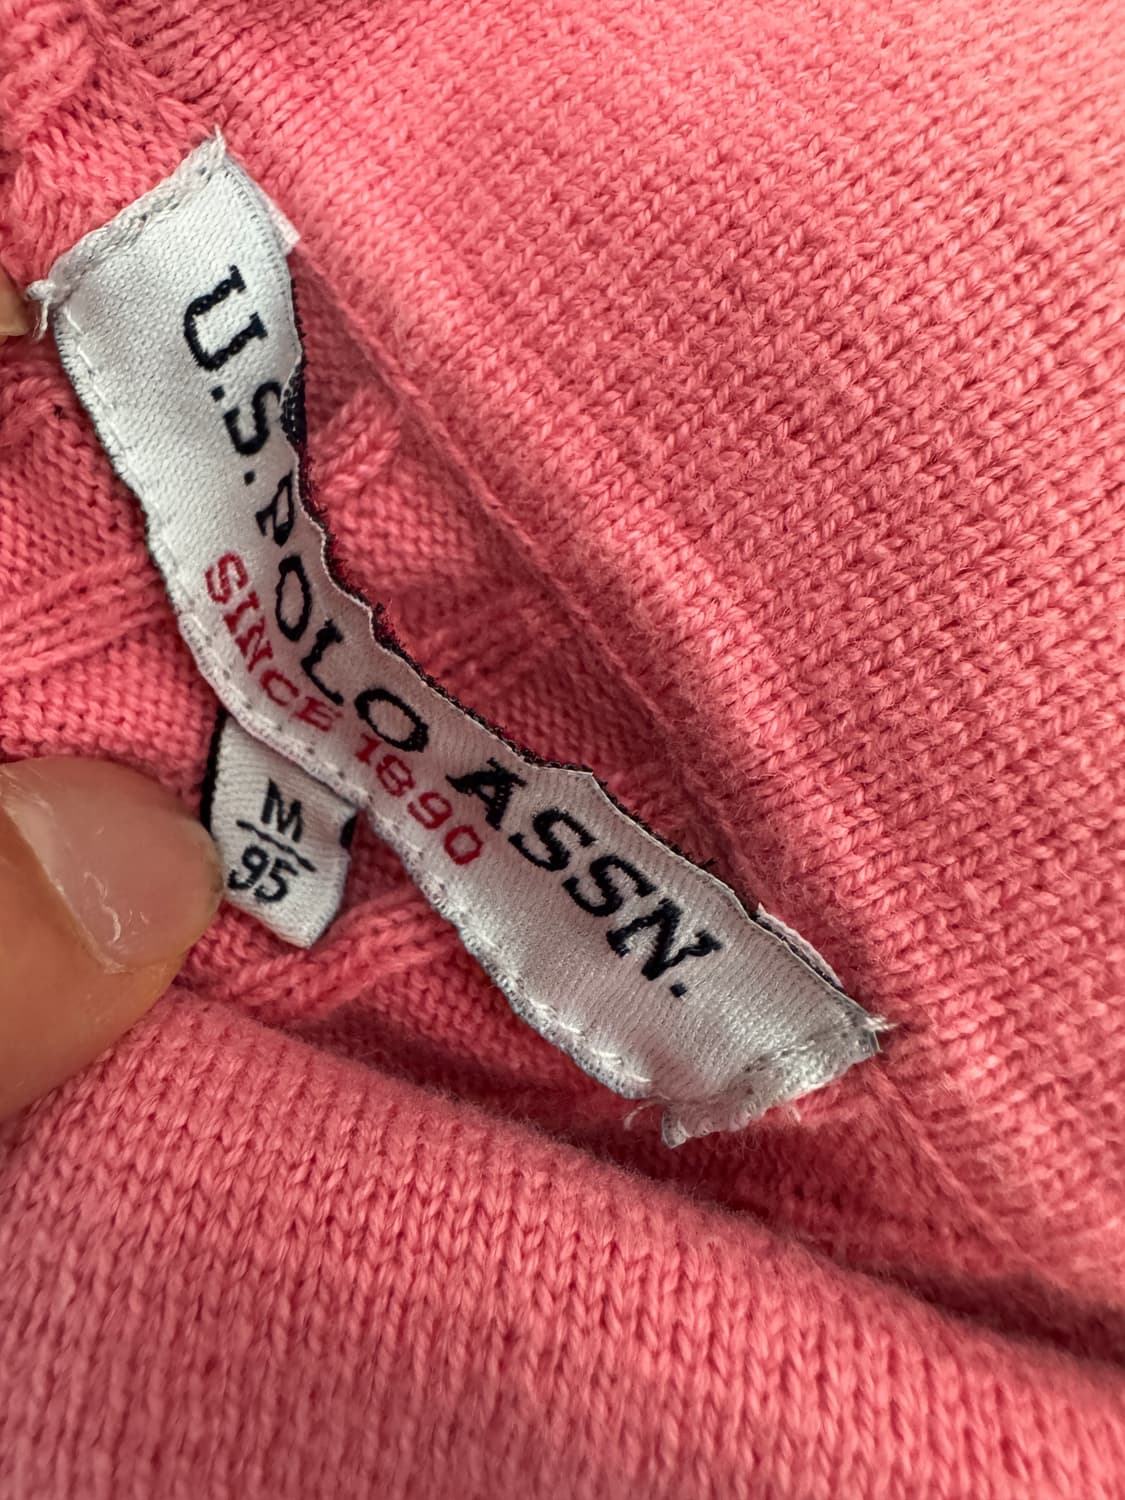 U.S. POLO ASSN.
SINCE 1890
M
95